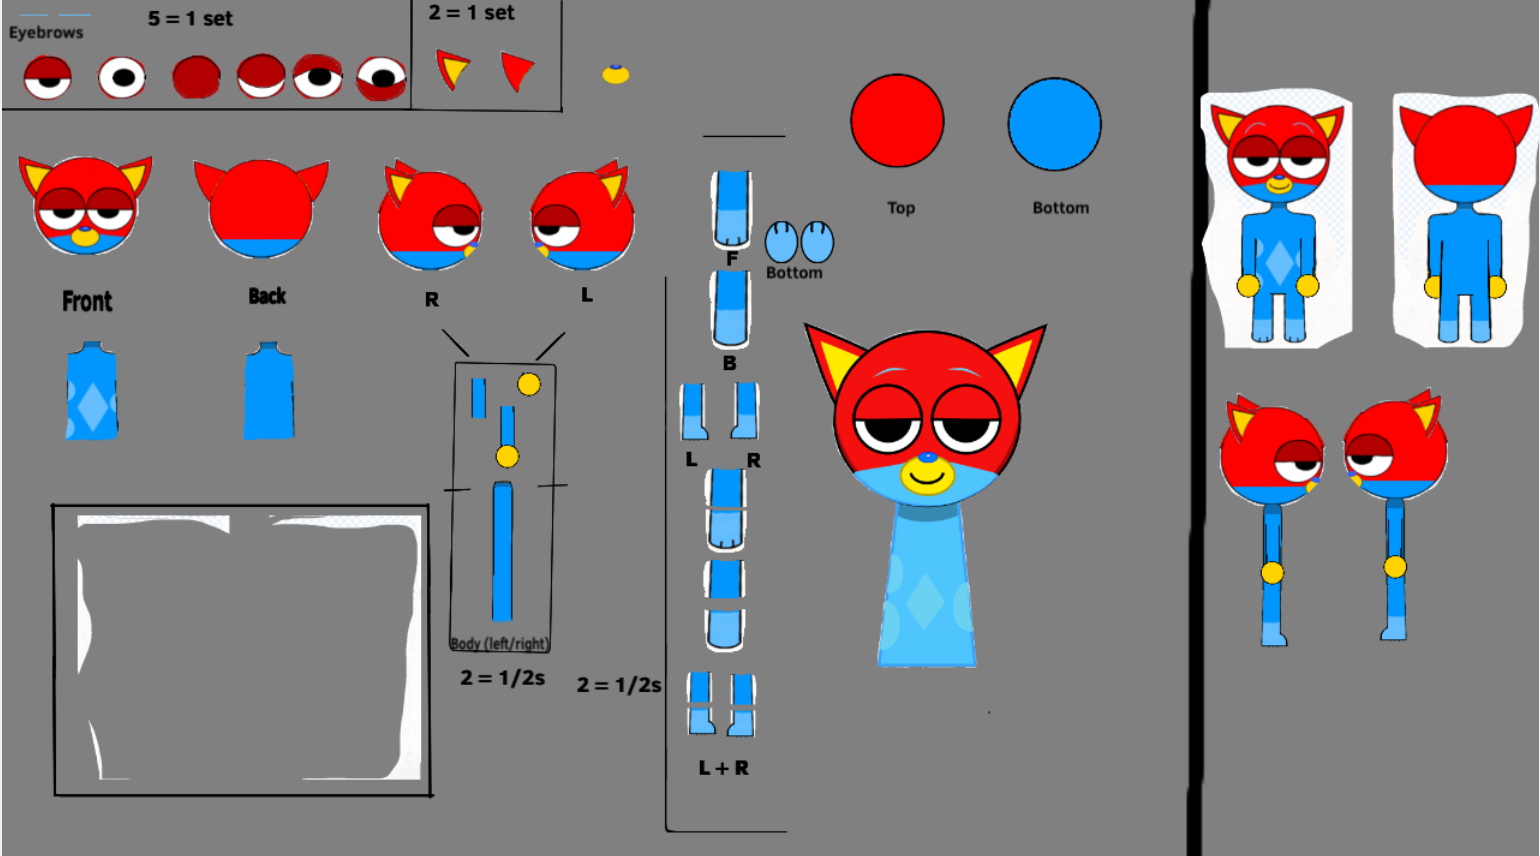 5 = 1 set
2 = 1 set
Eyebrows
Top
Bottom
F
Bottom
Front
Back
R
L
B
L
R
Body (left/right)
2 = 1/2s
2 = 1/2s
L + R